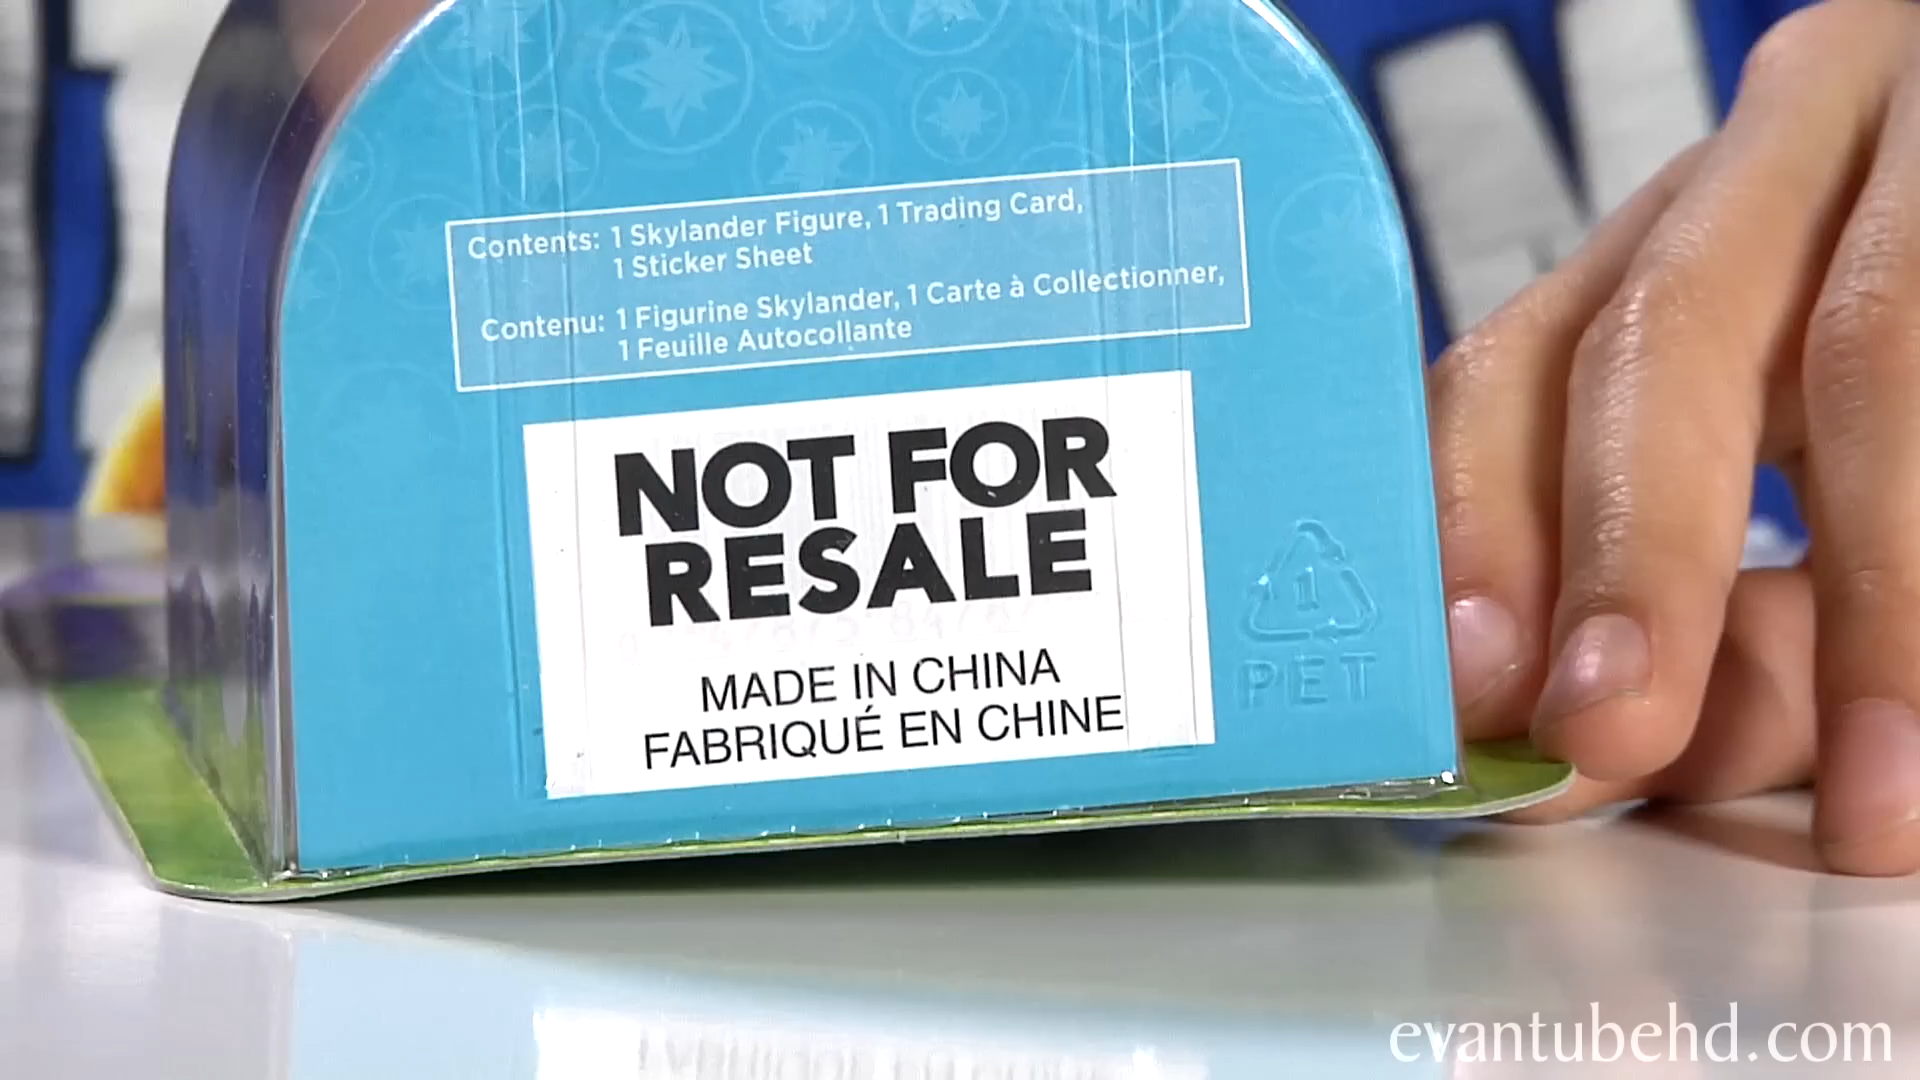 Contents: 1 Skylander Figure, 1 Trading Card,
1 Sticker Sheet
Contenu: 1 Figurine Skylander, 1 Carte à Collectionner,
1 Feuille Autocollante
NOT FOR
RESALE
MADE IN CHINA
FABRIQUÉ EN CHINE
1
PET
evantubehd.com